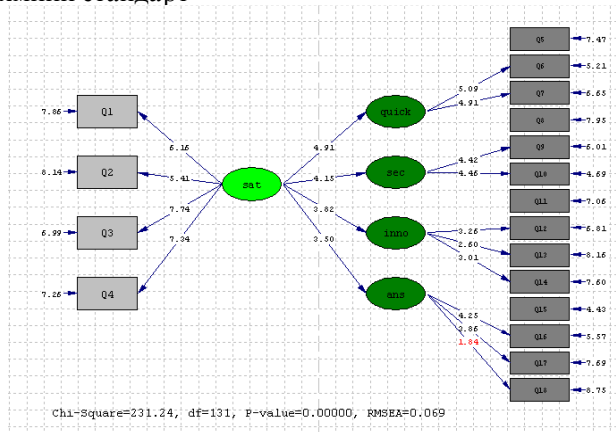 7.86 Q1
8.14 Q2
6.99 Q3
7.26 Q4
6.16
5.41
7.74
7.34
sat
4.91
4.15
3.82
3.50
quick
sec
inno
ans
5.09
4.91
4.42
4.46
3.26
2.60
3.01
4.25
3.86
1.84
Q5 7.47
Q6 5.21
Q7 6.65
Q8 7.95
Q9 6.01
Q10 4.69
Q11 7.06
Q12 6.81
Q13 8.16
Q14 7.60
Q15 4.43
Q16 5.57
Q17 7.69
Q18 8.75
Chi-Square=231.24, df=131, P-value=0.00000, RMSEA=0.069